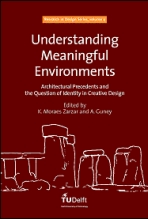 Research in Design Series, volume 3
Understanding
Meaningful
Environments
Architectural Precedents and
the Question of Identity in Creative Design
Edited by
K. Moraes Zarzar and A. Guney
TUDelft